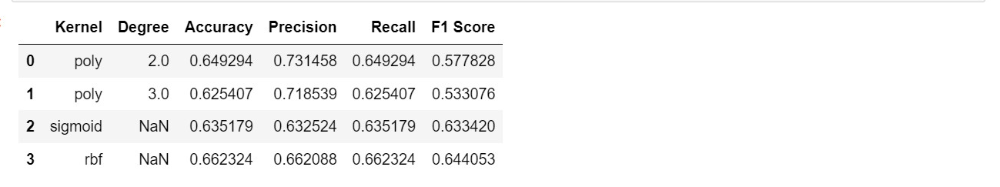 Kernel Degree Accuracy Precision Recall F1 Score
0 poly 2.0 0.649294 0.731458 0.649294 0.577828
1 poly 3.0 0.625407 0.718539 0.625407 0.533076
2 sigmoid NaN 0.635179 0.632524 0.635179 0.633420
3 rbf NaN 0.662324 0.662088 0.662324 0.644053